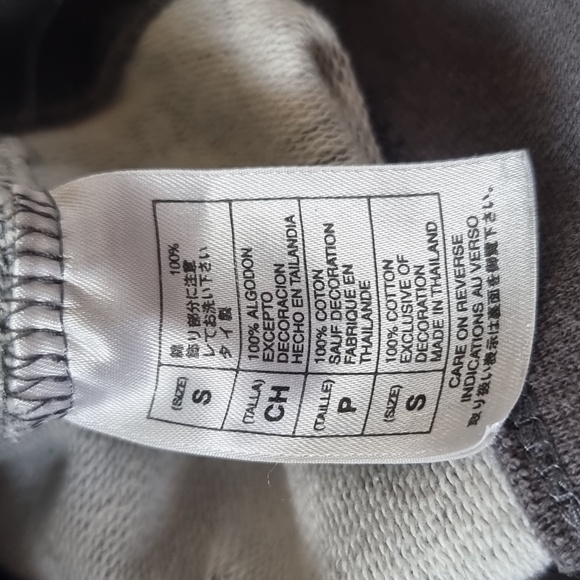 (SIZE)
S
綿 100%
飾り部分に注意
してお洗い下さい
タイ製
(TALLA)
CH
100% ALGODON
EXCEPTO
DECORACION
HECHO EN TAILANDIA
(TAILLE)
P
100% COTON
SAUF DECORATION
FABRIQUE EN
THAILANDE
(SIZE)
S
100% COTTON
EXCLUSIVE OF
DECORATION
MADE IN THAILAND
CARE ON REVERSE
INDICATIONS AU VERSO
取り扱い表示は裏面を御覧下さい。